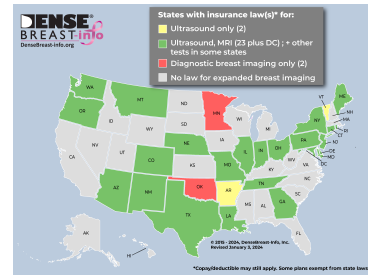 DENSE
BREAST-info
DenseBreast-info.org
States with insurance law(s)* for:
Ultrasound only (2)
Ultrasound, MRI (23 plus DC) ; + other
tests in some states
Diagnostic breast imaging only (2)
No law for expanded breast imaging
WA
MT
ND
MN
VT
ME
OR
ID
SD
WI
MI
NY
NH
MA
WY
IA
PA
CT
RI
NE
NJ
NV
UT
CO
IL
IN
OH
DE
MD
CA
MO
WV
VA
DC
KY
AZ
NM
OK
AR
TN
NC
SC
MS
AL
GA
TX
LA
FL
AK
HI
© 2015 - 2024, DenseBreast-Info, Inc.
Revised January 3, 2024
*Copay/deductible may still apply. Some plans exempt from state laws